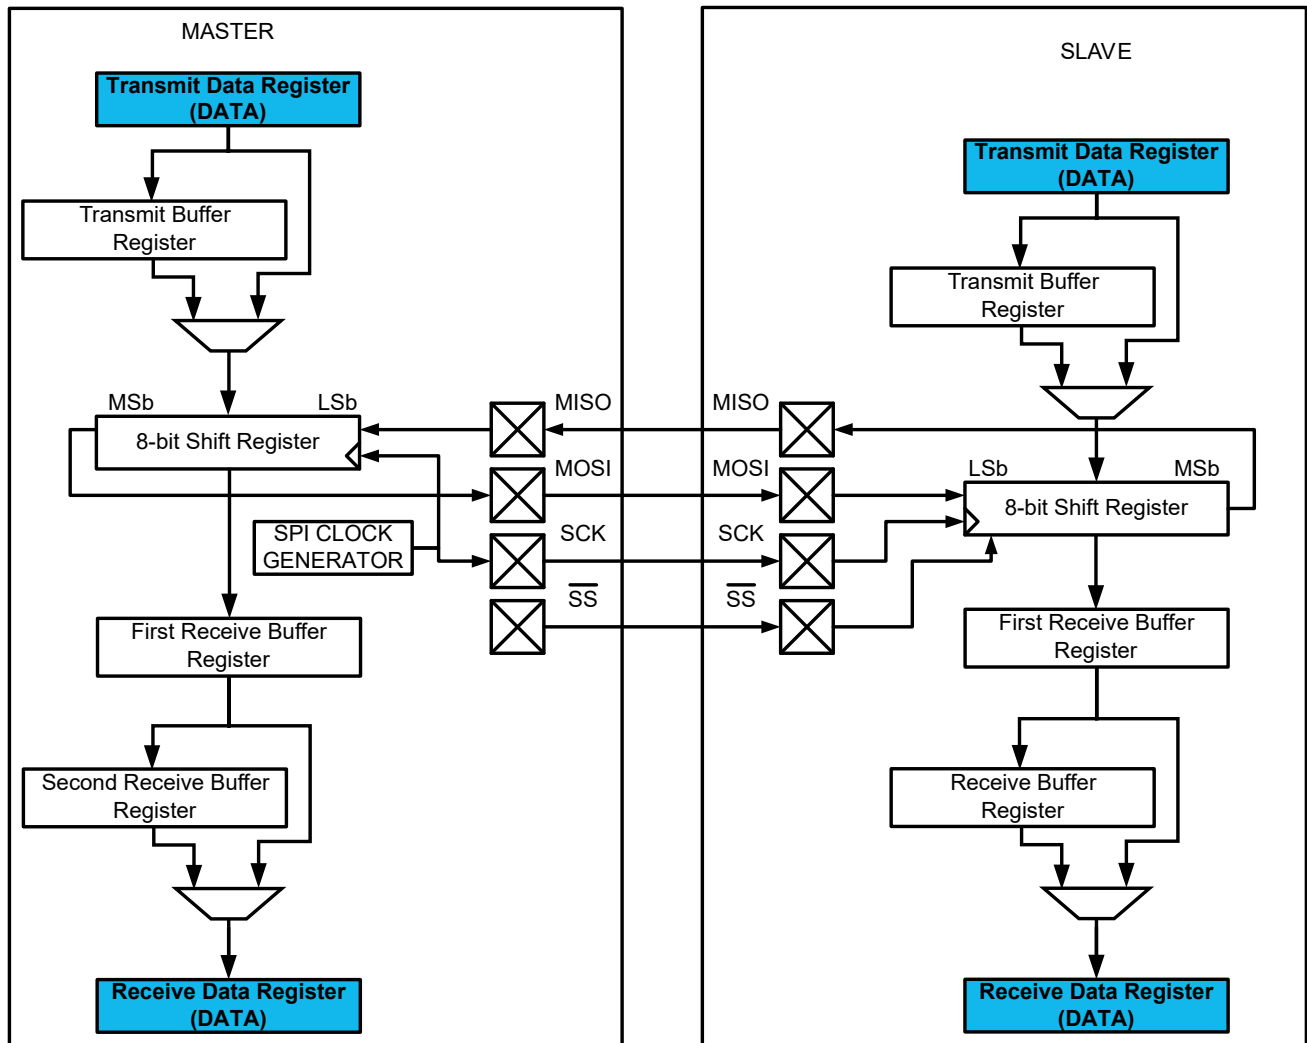 MASTER
Transmit Data Register
(DATA)
Transmit Buffer
Register
MSb
LSb
8-bit Shift Register
SPI CLOCK
GENERATOR
First Receive Buffer
Register
Second Receive Buffer
Register
Receive Data Register
(DATA)
MISO
MOSI
SCK
SS
SLAVE
MISO
MOSI
SCK
SS
Transmit Data Register
(DATA)
Transmit Buffer
Register
LSb
MSb
8-bit Shift Register
First Receive Buffer
Register
Receive Buffer
Register
Receive Data Register
(DATA)